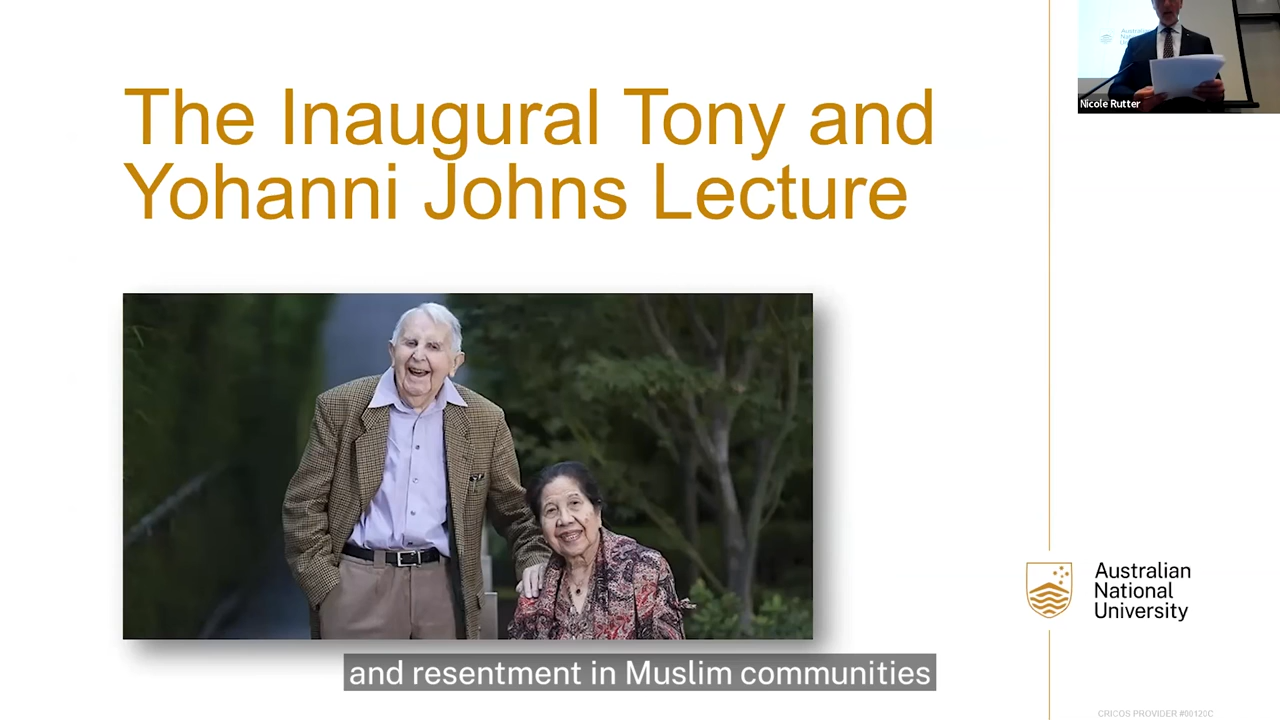 The Inaugural Tony and
Yohanni Johns Lecture
Nicole Rutter
Australian
National
University
and resentment in Muslim communities
CRICOS PROVIDER #00120C